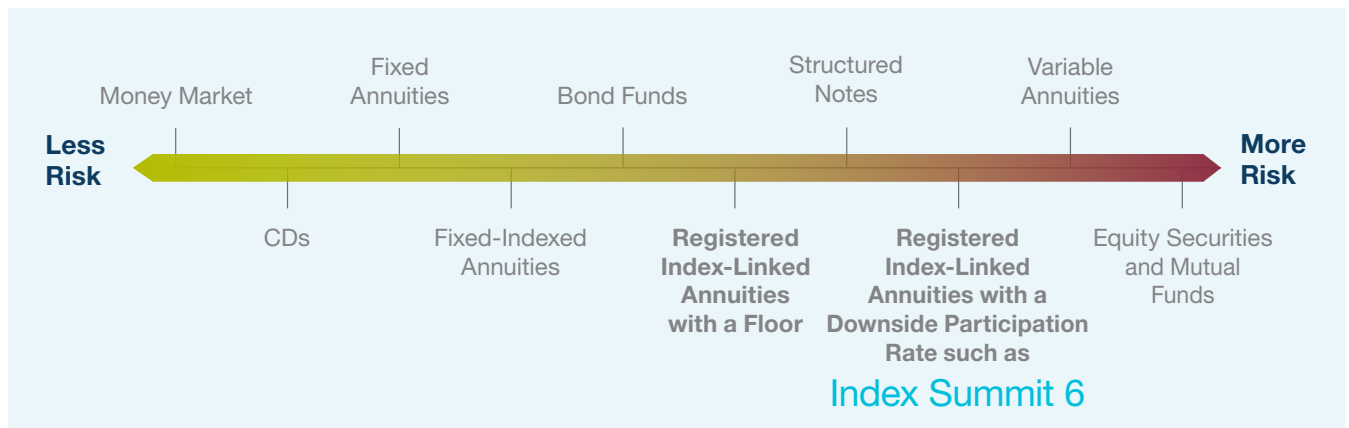 Less
Risk
Money Market
Fixed
Annuities
Bond Funds
Structured
Notes
Variable
Annuities
More
Risk
CDs
Fixed-Indexed
Annuities
Registered
Index-Linked
Annuities
with a Floor
Registered
Index-Linked
Annuities with a
Downside Participation
Rate such as
Index Summit 6
Equity Securities
and Mutual
Funds